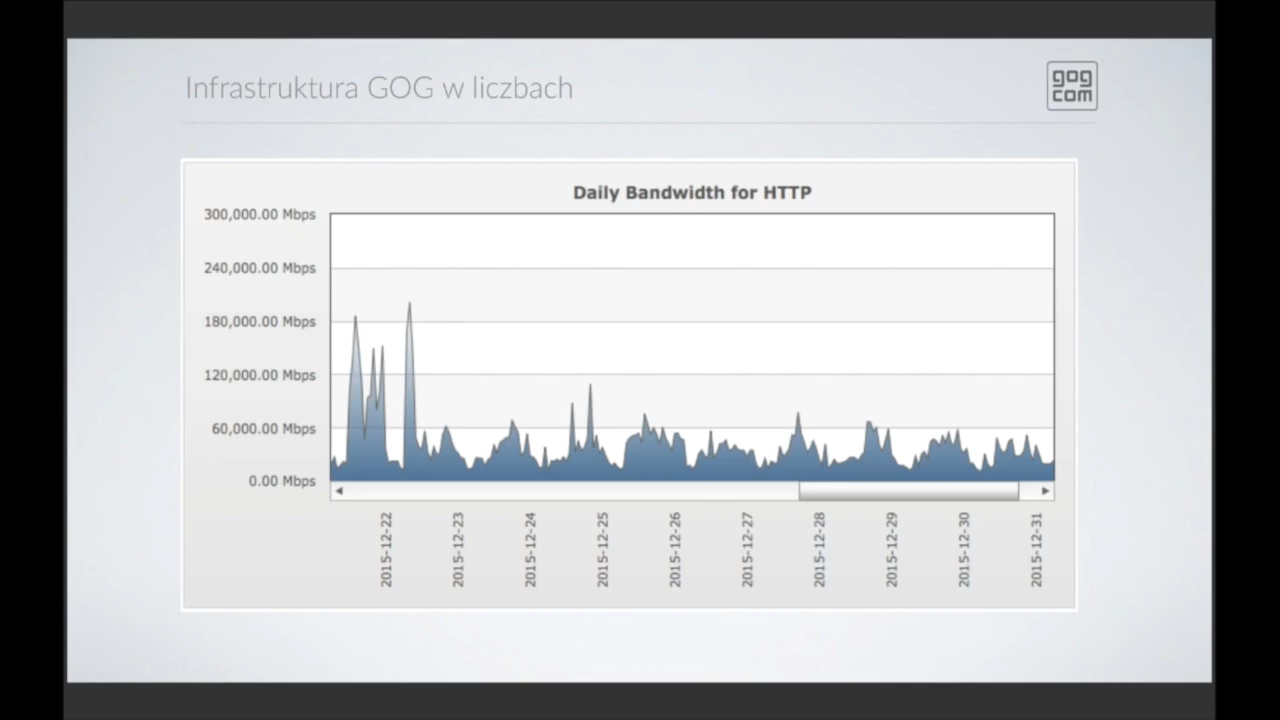 Infrastruktura GOG w liczbach
gog
com
Daily Bandwidth for HTTP
300,000.00 Mbps
240,000.00 Mbps
180,000.00 Mbps
120,000.00 Mbps
60,000.00 Mbps
0.00 Mbps
2015-12-22
2015-12-23
2015-12-24
2015-12-25
2015-12-26
2015-12-27
2015-12-28
2015-12-29
2015-12-30
2015-12-31